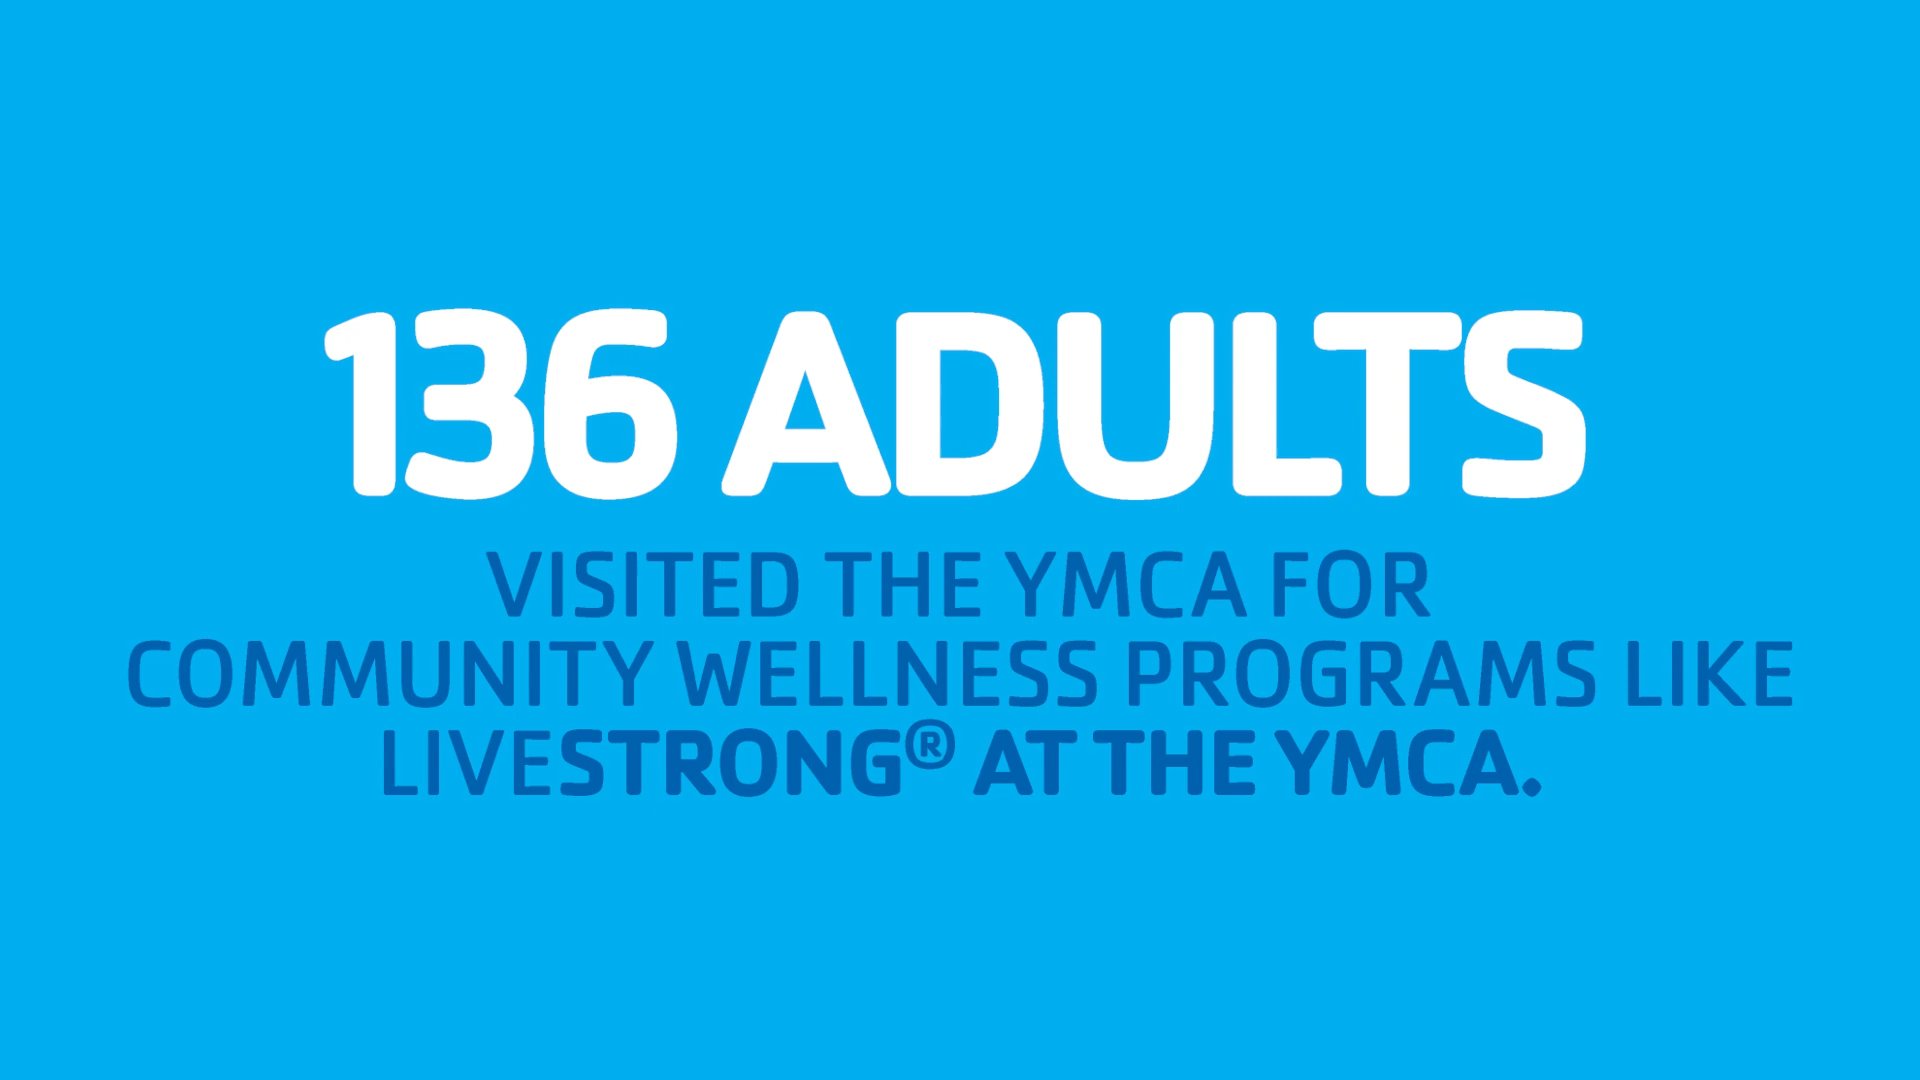 136 ADULTS
VISITED THE YMCA FOR
COMMUNITY WELLNESS PROGRAMS LIKE
LIVESTRONG® AT THE YMCA.